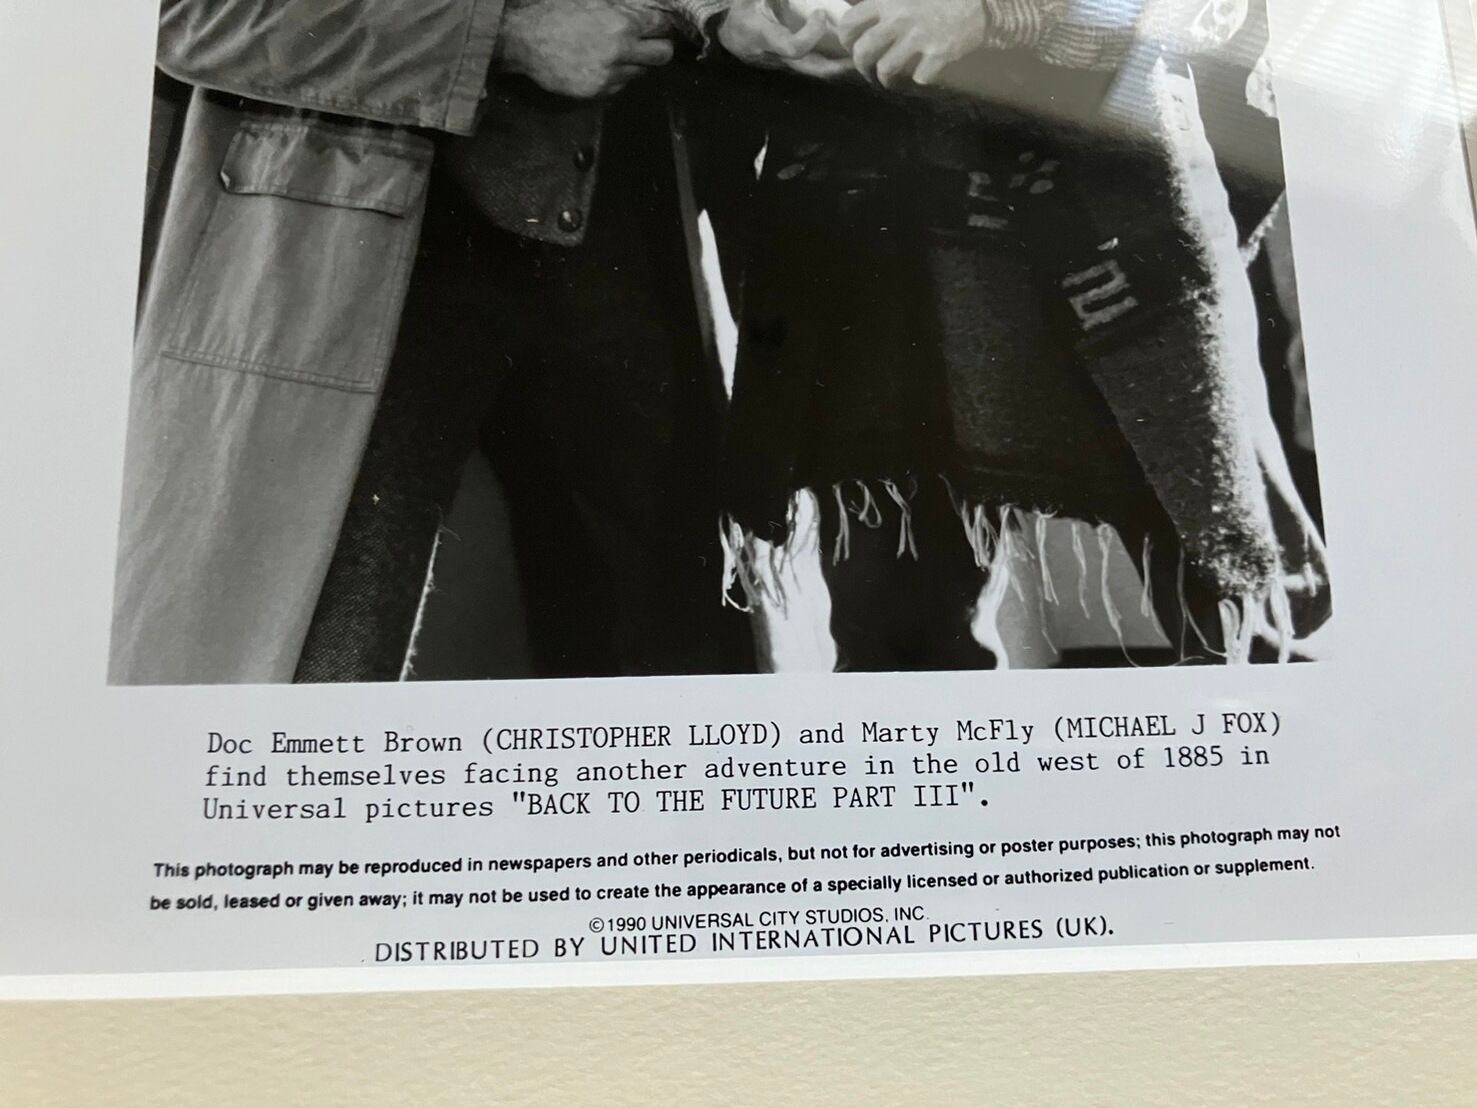 Doc Emmett Brown (CHRISTOPHER LLOYD) and Marty McFly (MICHAEL J FOX)
find themselves facing another adventure in the old west of 1885 in
Universal pictures "BACK TO THE FUTURE PART III".
This photograph may be reproduced in newspapers and other periodicals, but not for advertising or poster purposes; this photograph may not
be sold, leased or given away; it may not be used to create the appearance of a specially licensed or authorized publication or supplement.
©1990 UNIVERSAL CITY STUDIOS, INC.
DISTRIBUTED BY UNITED INTERNATIONAL PICTURES (UK).